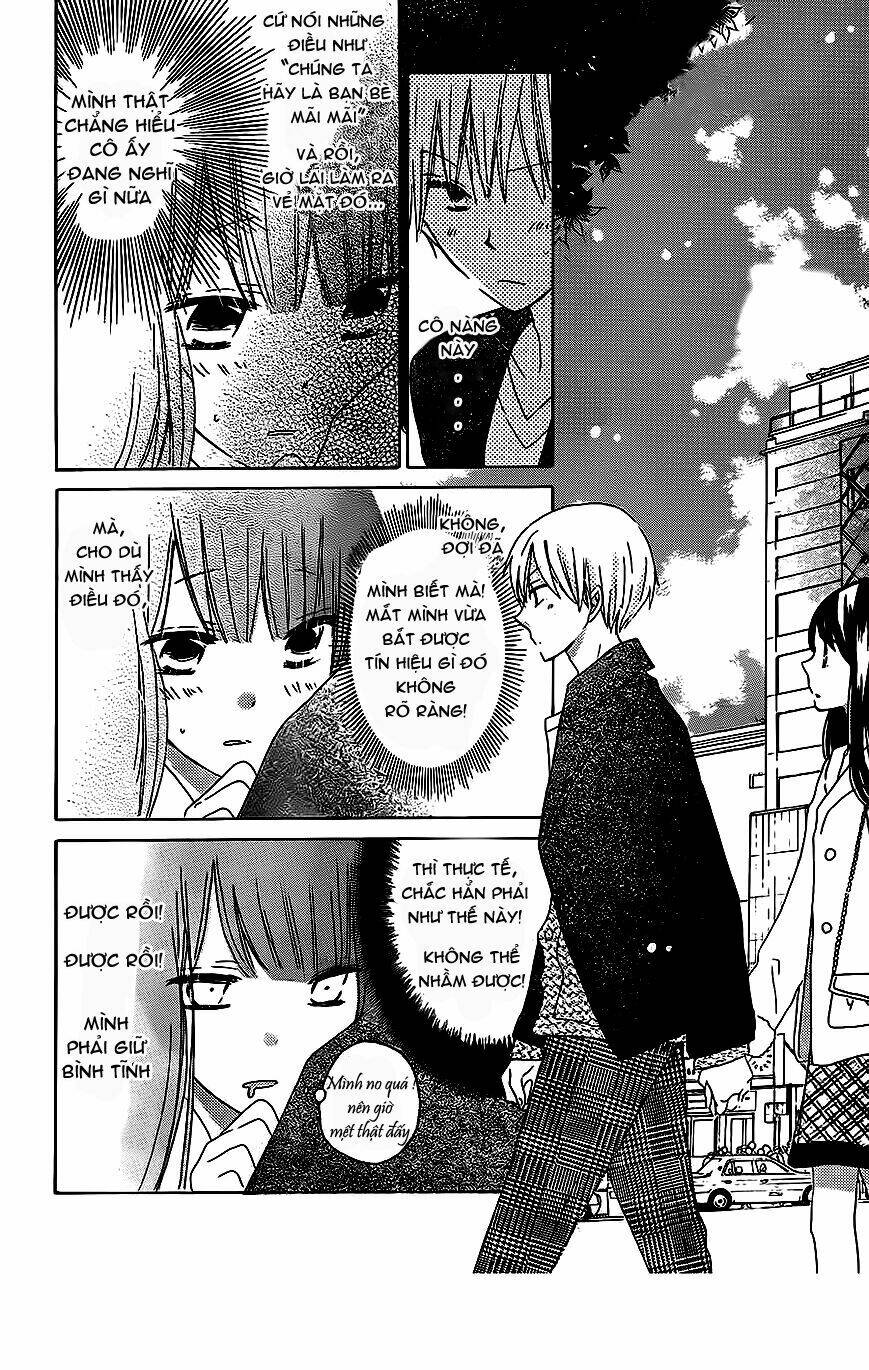 CÔ NÀNG
NÀY
CỨ NÓI NHỮNG
ĐIỀU NHƯ
"CHÚNG TA
HÃY LÀ BẠN BÈ
MÃI MÃI"
VÀ RỒI,
GIỜ LẠI LÀM RA
VẺ MẶT ĐÓ...
MÌNH THẬT
CHẲNG HIỂU
CÔ ẤY
ĐANG NGHĨ
GÌ NỮA
KHÔNG,
ĐỢI ĐÃ
MÌNH BIẾT MÀ!
MẮT MÌNH VỪA
BẮT ĐƯỢC
TÍN HIỆU GÌ ĐÓ
KHÔNG
RÕ RÀNG!
MÀ,
CHO DÙ
MÌNH THẤY
ĐIỀU ĐÓ,
THÌ THỰC TẾ,
CHẮC HẲN PHẢI
NHƯ THẾ NÀY!
KHÔNG THỂ
NHẦM ĐƯỢC!
Mình no quá !
nên giờ
mệt thật đấy
ĐƯỢC RỒI!
ĐƯỢC RỒI!
MÌNH
PHẢI GIỮ
BÌNH TĨNH